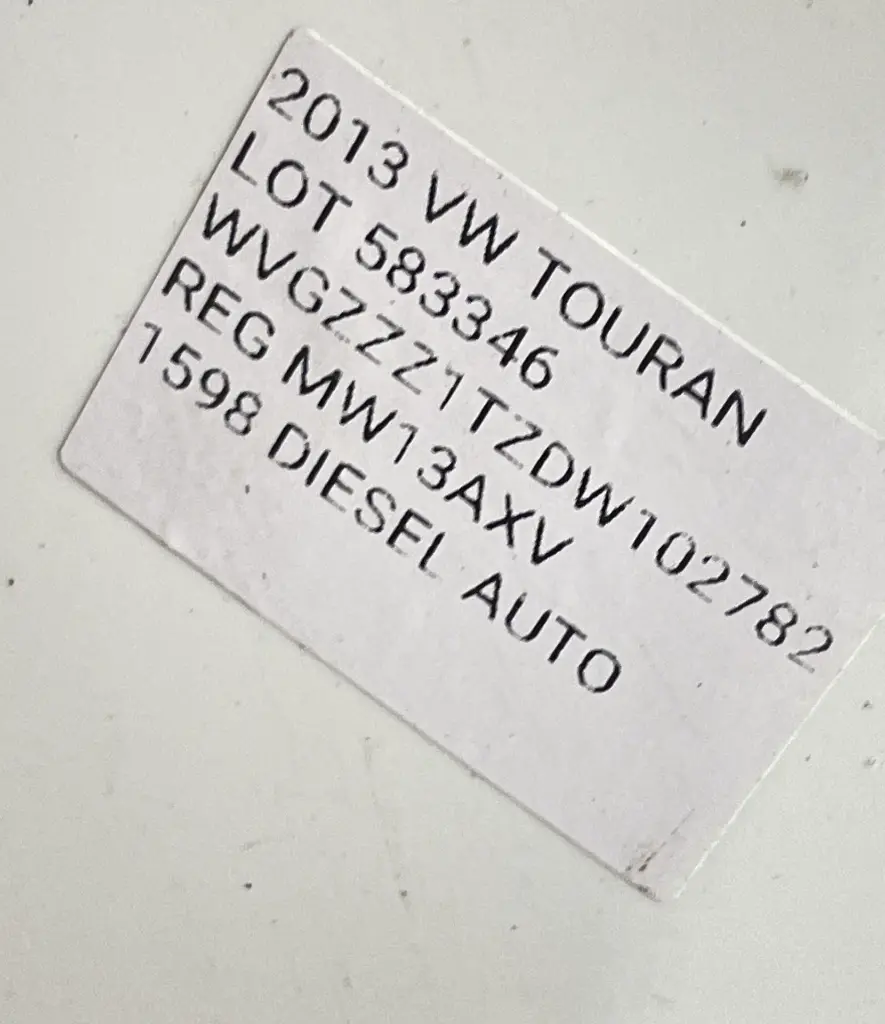 2013 VW TOURAN
LOT 583346
WVGZZZ1TZDW102782
REG MW13AXV
1598 DIESEL AUTO